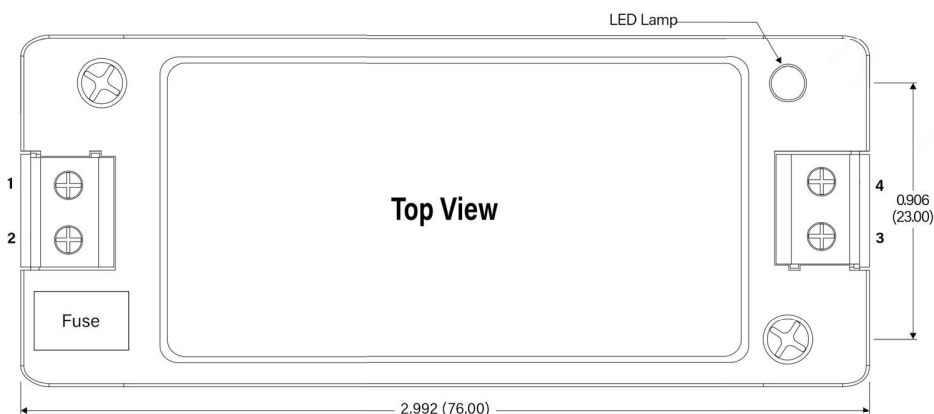 LED Lamp
1
2
Top View
4
3
0.906
(23.00)
Fuse
2.992 (76.00)